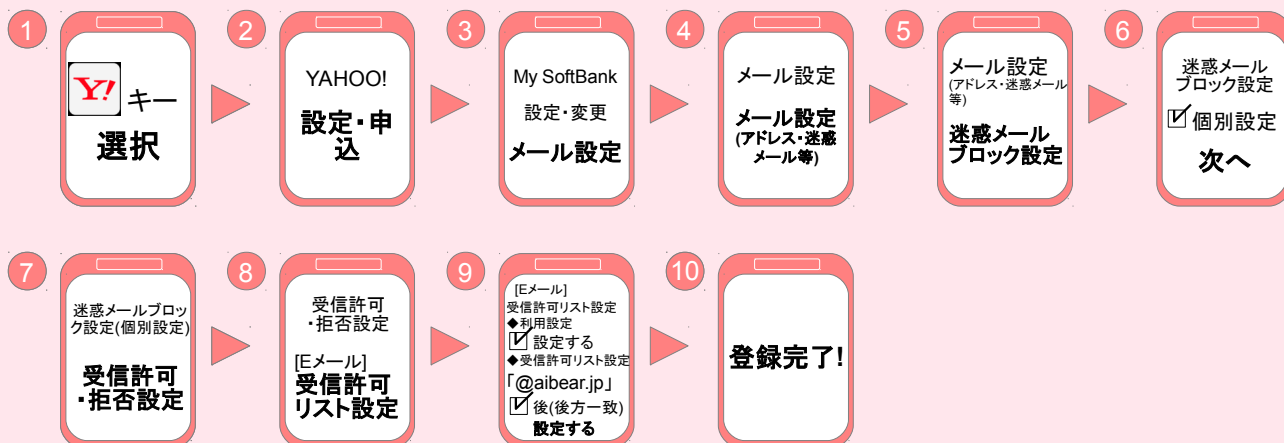 1
Y! キー
選択
2
YAHOO!
設定・申
込
3
My SoftBank
設定・変更
メール設定
4
メール設定
メール設定
(アドレス・迷惑
メール等)
5
メール設定
(アドレス・迷惑メール
等)
迷惑メール
ブロック設定
6
迷惑メール
ブロック設定
個別設定
次へ
7
迷惑メールブロッ
ク設定(個別設定)
受信許可
・拒否設定
8
受信許可
・拒否設定
[Eメール]
受信許可
リスト設定
9
[Eメール]
受信許可リスト設定
◆利用設定
設定する
◆受信許可リスト設定
「@aibear.jp」
後(後方一致)
設定する
10
登録完了!